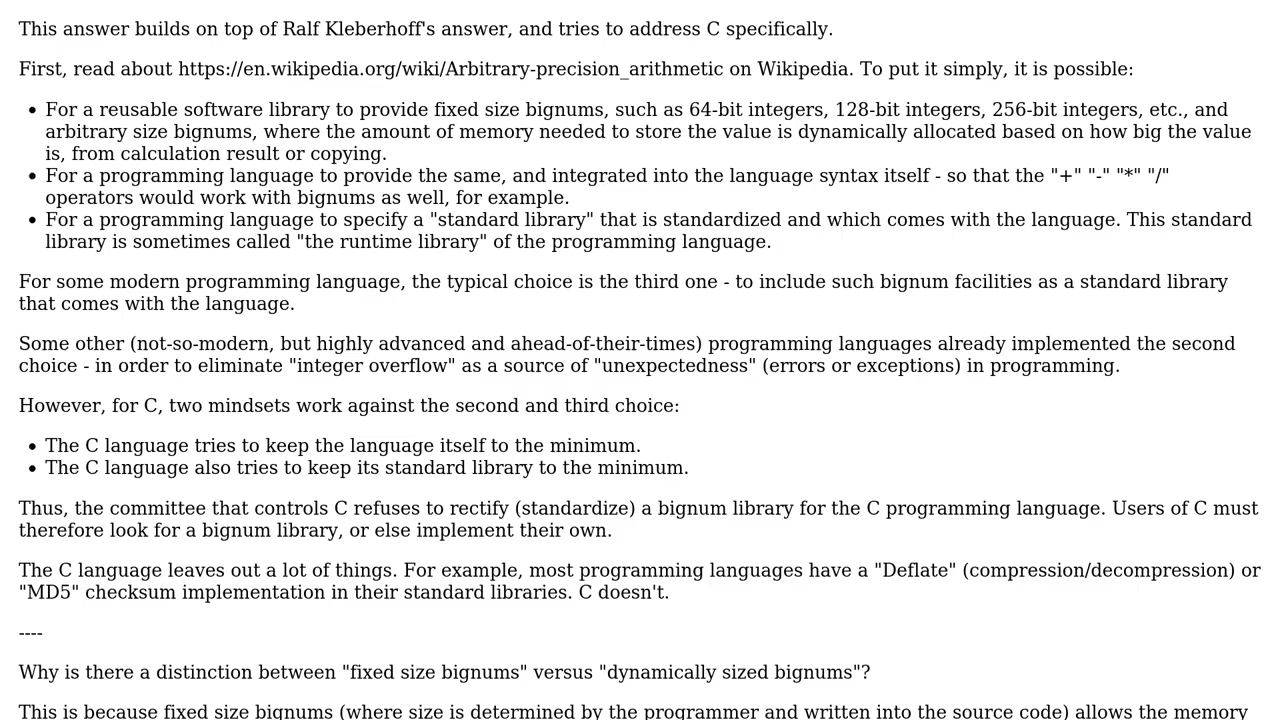 This answer builds on top of Ralf Kleberhoff's answer, and tries to address C specifically.
First, read about https://en.wikipedia.org/wiki/Arbitrary-precision_arithmetic on Wikipedia. To put it simply, it is possible:
• For a reusable software library to provide fixed size bignums, such as 64-bit integers, 128-bit integers, 256-bit integers, etc., and
arbitrary size bignums, where the amount of memory needed to store the value is dynamically allocated based on how big the value
is, from calculation result or copying.
• For a programming language to provide the same, and integrated into the language syntax itself - so that the "+" "-" "*" "/"
operators would work with bignums as well, for example.
• For a programming language to specify a "standard library" that is standardized and which comes with the language. This standard
library is sometimes called "the runtime library" of the programming language.
For some modern programming language, the typical choice is the third one - to include such bignum facilities as a standard library
that comes with the language.
Some other (not-so-modern, but highly advanced and ahead-of-their-times) programming languages already implemented the second
choice - in order to eliminate "integer overflow" as a source of "unexpectedness" (errors or exceptions) in programming.
However, for C, two mindsets work against the second and third choice:
• The C language tries to keep the language itself to the minimum.
• The C language also tries to keep its standard library to the minimum.
Thus, the committee that controls C refuses to rectify (standardize) a bignum library for the C programming language. Users of C must
therefore look for a bignum library, or else implement their own.
The C language leaves out a lot of things. For example, most programming languages have a "Deflate" (compression/decompression) or
"MD5" checksum implementation in their standard libraries. C doesn't.
----
Why is there a distinction between "fixed size bignums" versus "dynamically sized bignums"?
This is because fixed size bignums (where size is determined by the programmer and written into the source code) allows the memory